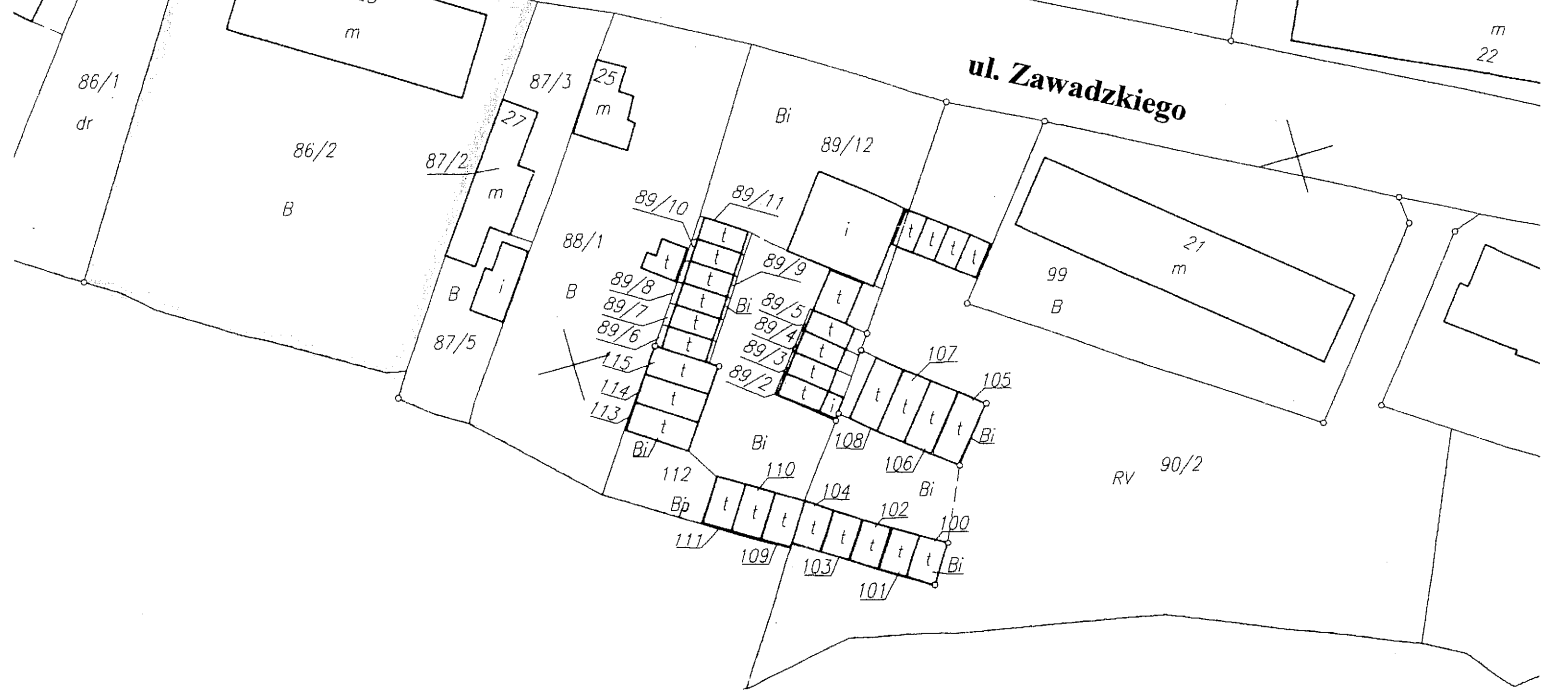 m
m
22
ul. Zawadzkiego
86/1
dr
86/2
B
87/3
25
m
27
87/2
m
Bi
89/12
89/11
89/10
88/1
B
i
t
t
t
t
t
t
t
t
t
t
t
89/9
89/8
89/7
89/6
Bi
B
i
87/5
21
m
99
B
89/5
89/4
89/3
89/2
t
t
t
t
t
i
115
114
113
t
t
t
Bi
112
Bp
Bi
107
105
t
t
t
t
Bi
108
106
Bi
RV
90/2
110
104
102
100
t
t
t
t
t
t
t
t
Bi
111
109
103
101